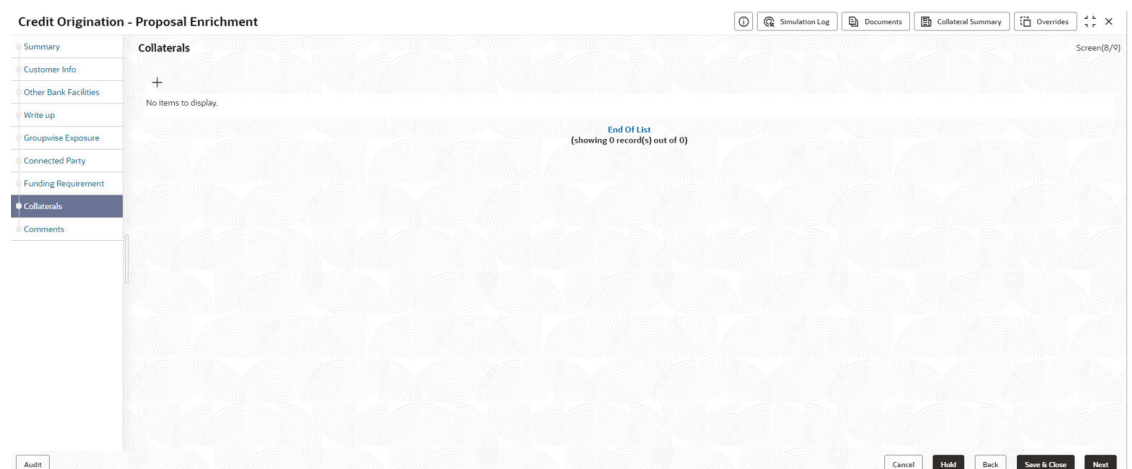 Credit Origination - Proposal Enrichment
Simulation Log
Documents
Collateral Summary
Overrides
Summary
Customer Info
Other Bank Facilities
Write up
Groupwise Exposure
Connected Party
Funding Requirement
Collaterals
Comments
Collaterals
Screen(8/9)
No items to display.
End Of List
(showing 0 record(s) out of 0)
Audit
Cancel
Hold
Back
Save & Close
Next